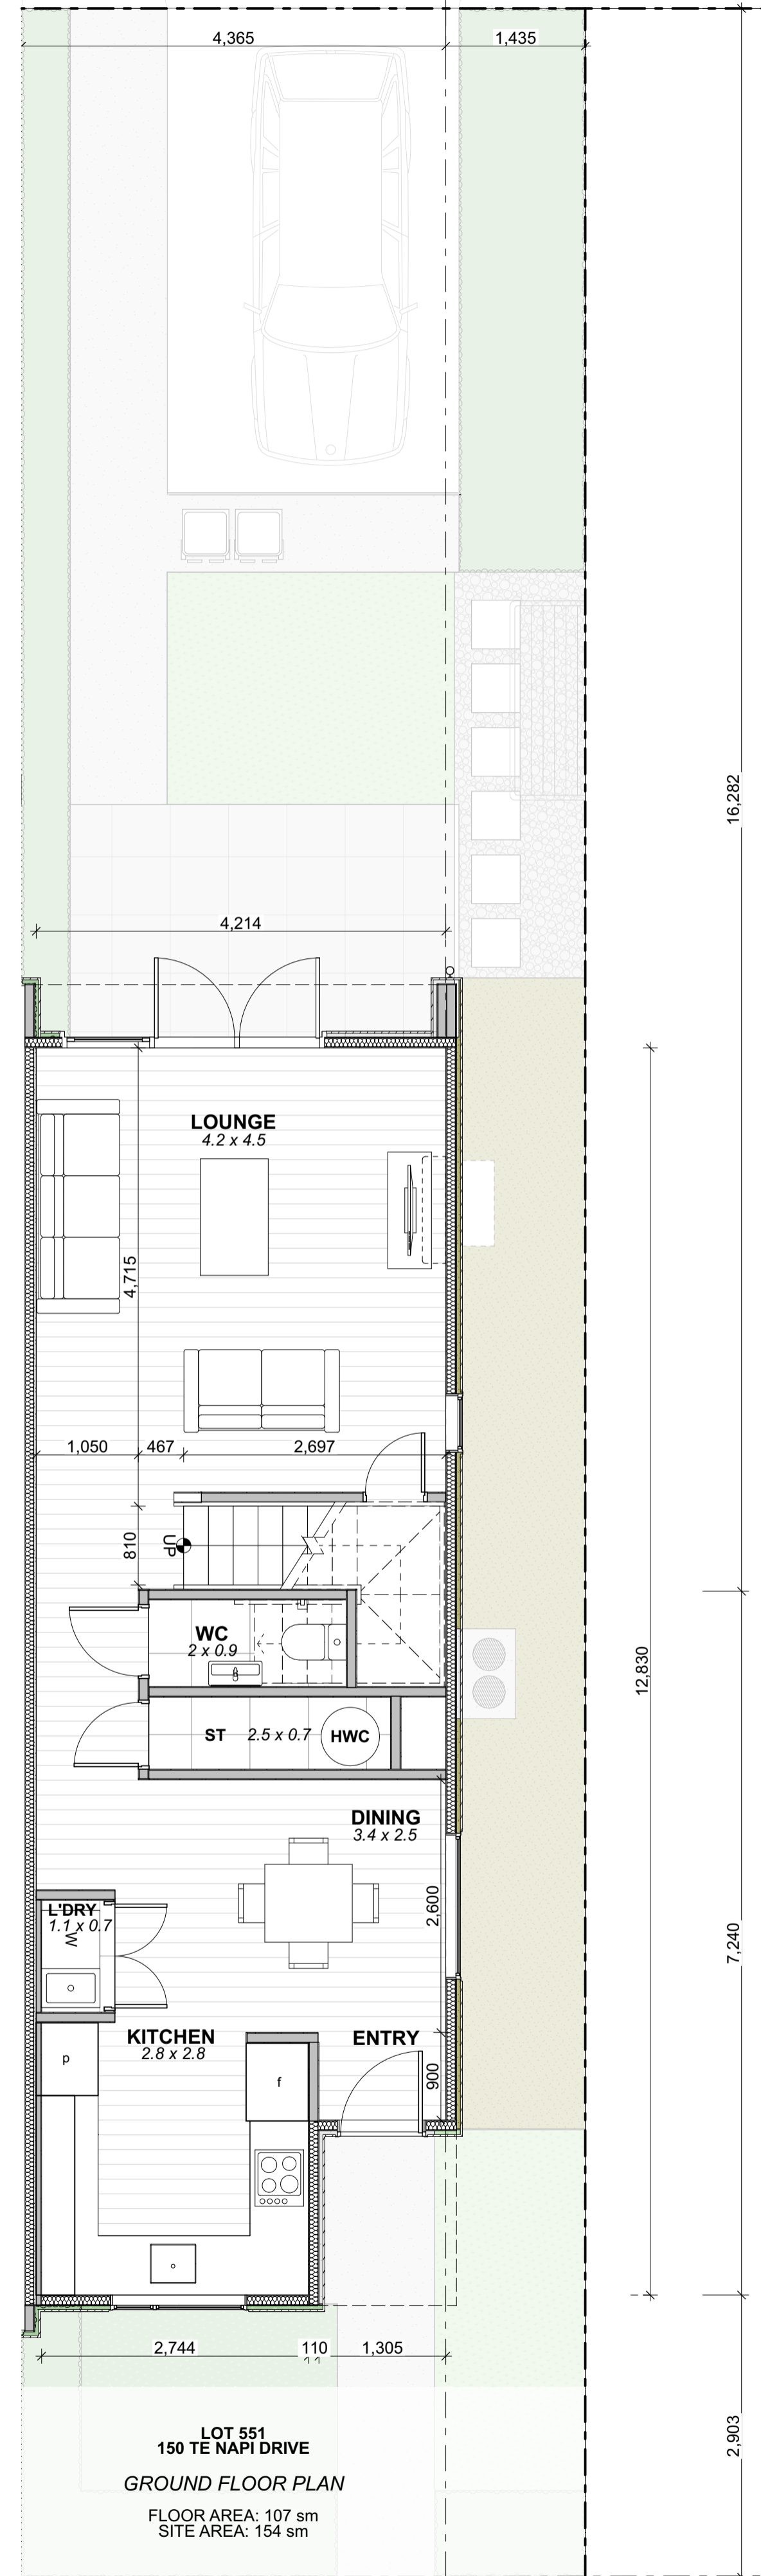 4,365
1,435
16,282
4,214
LOUNGE
4.2 x 4.5
4,715
1,050
467
2,697
810
UP
WC
2 x 0.9
12,830
ST 2.5 x 0.7
HWC
DINING
3.4 x 2.5
2,600
L'DRY
1.1 x 0.7
W
7,240
KITCHEN
2.8 x 2.8
ENTRY
p
f
900
2,744
110
1,305
2,903
LOT 551
150 TE NAPI DRIVE
GROUND FLOOR PLAN
FLOOR AREA: 107 sm
SITE AREA: 154 sm